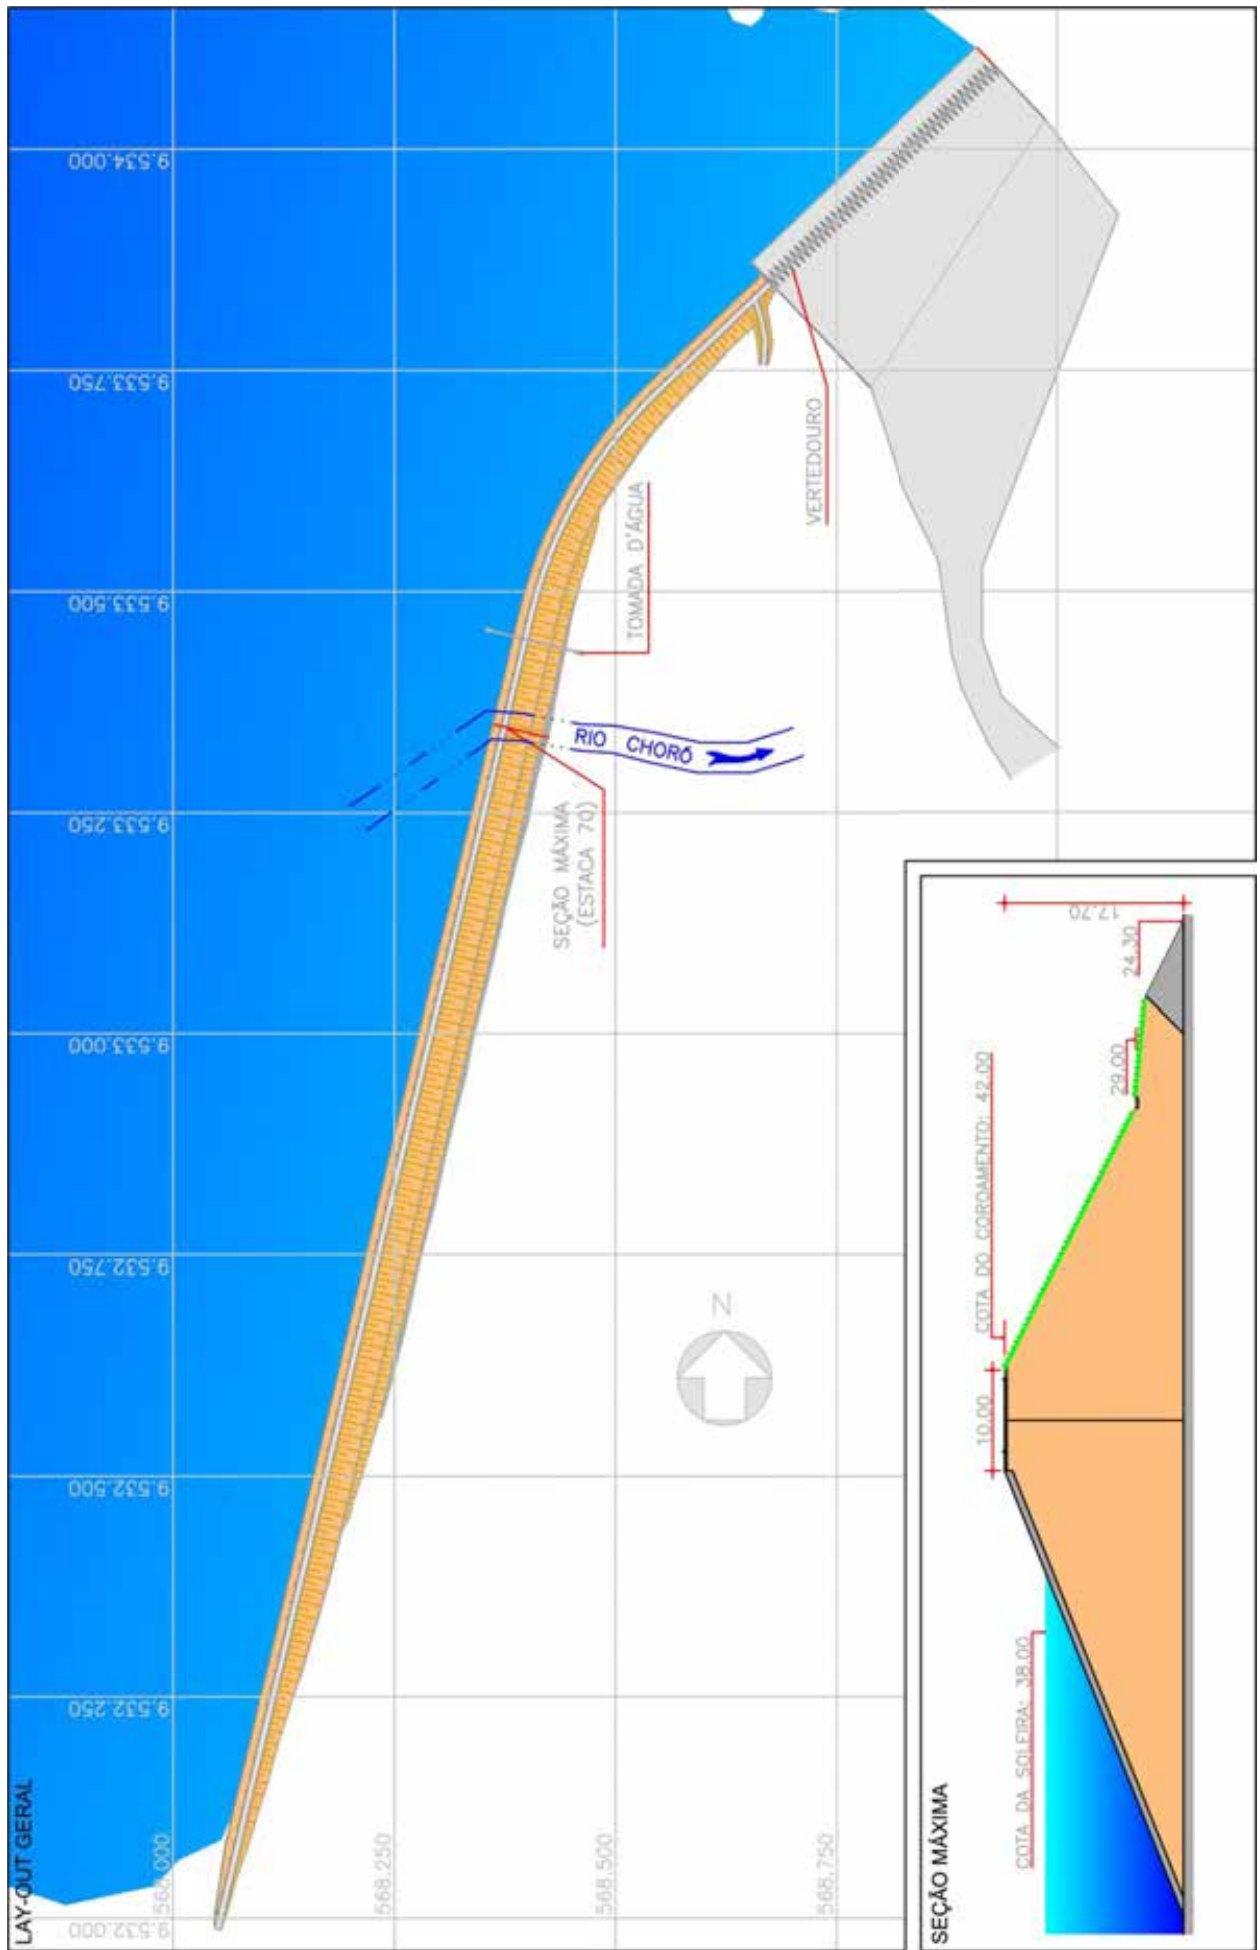 LAY-OUT GERAL
9.532.000
9.532.250
9.532.500
9.532.750
9.533.000
9.533.250
9.533.500
9.533.750
9.534.000
568.000
568.250
568.500
568.750
SEÇÃO MÁXIMA
(ESTACA 70)
RIO CHORÓ
TOMADA D'ÁGUA
VERTEDOURO
N
SEÇÃO MÁXIMA
COTA DA SOLEIRA: 38.00
10.00
COTA DO COROAMENTO: 42.00
29.00
24.30
17.70